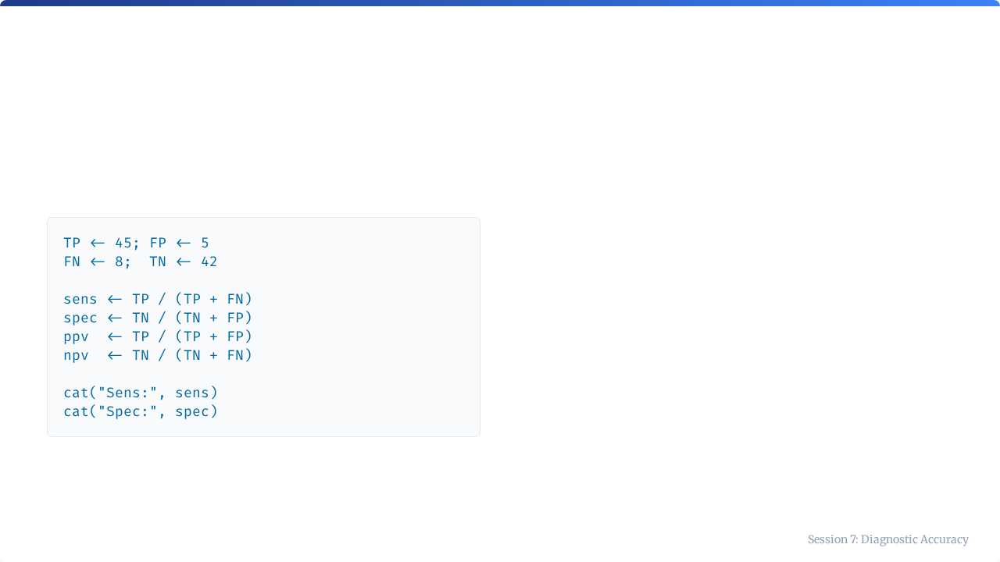 TP <- 45; FP <- 5
FN <- 8;  TN <- 42
sens <- TP / (TP + FN)
spec <- TN / (TN + FP)
ppv  <- TP / (TP + FP)
npv  <- TN / (TN + FN)
cat("Sens:", sens)
cat("Spec:", spec)
Session 7: Diagnostic Accuracy